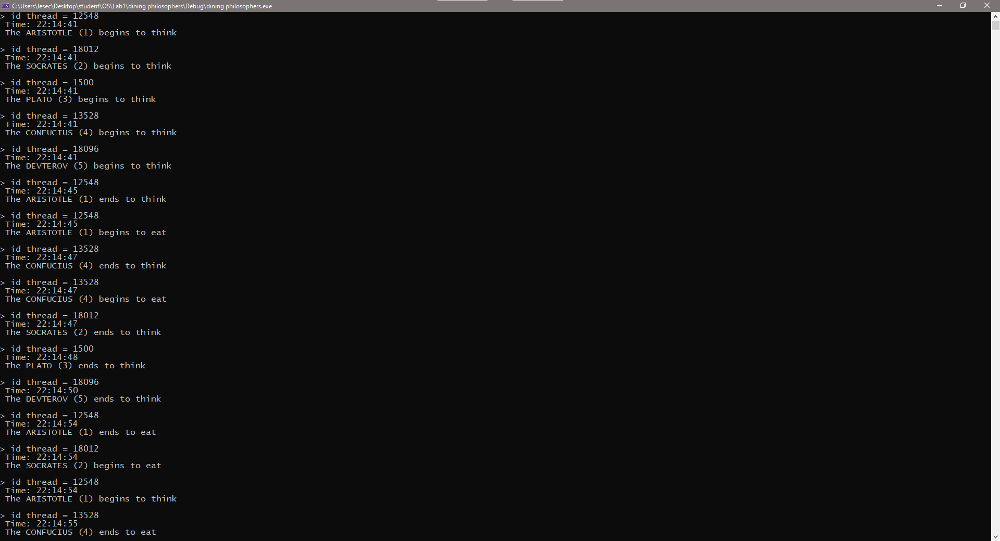 C:\Users\lesec\Desktop\student\OS\Lab1\dining philosophers\Debug\dining philosophers.exe
> id thread = 12548
Time: 22:14:41
The ARISTOTLE (1) begins to think
> id thread = 18012
Time: 22:14:41
The SOCRATES (2) begins to think
> id thread = 1500
Time: 22:14:41
The PLATO (3) begins to think
> id thread = 13528
Time: 22:14:41
The CONFUCIUS (4) begins to think
> id thread = 18096
Time: 22:14:41
The DEVTEROV (5) begins to think
> id thread = 12548
Time: 22:14:45
The ARISTOTLE (1) ends to think
> id thread = 12548
Time: 22:14:45
The ARISTOTLE (1) begins to eat
> id thread = 13528
Time: 22:14:47
The CONFUCIUS (4) ends to think
> id thread = 13528
Time: 22:14:47
The CONFUCIUS (4) begins to eat
> id thread = 18012
Time: 22:14:47
The SOCRATES (2) ends to think
> id thread = 1500
Time: 22:14:48
The PLATO (3) ends to think
> id thread = 18096
Time: 22:14:50
The DEVTEROV (5) ends to think
> id thread = 12548
Time: 22:14:54
The ARISTOTLE (1) ends to eat
> id thread = 18012
Time: 22:14:54
The SOCRATES (2) begins to eat
> id thread = 12548
Time: 22:14:54
The ARISTOTLE (1) begins to think
> id thread = 13528
Time: 22:14:55
The CONFUCIUS (4) ends to eat